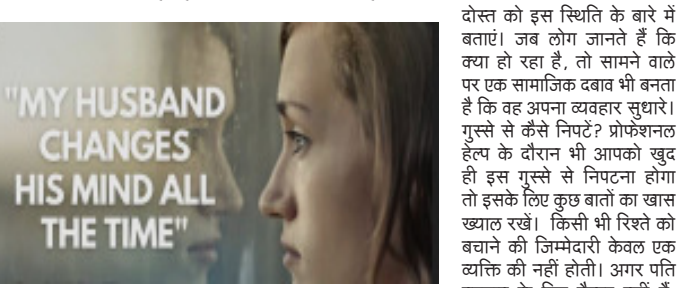 "MY HUSBAND
CHANGES
HIS MIND ALL
THE TIME"
दोस्त को इस स्थिति के बारे में
बताएं। जब लोग जानते हैं कि
क्या हो रहा है, तो सामने वाले
पर एक सामाजिक दबाव भी बनता
है कि वह अपना व्यवहार सुधारे।
गुस्से से कैसे निपटें? प्रोफेशनल
हेल्प के दौरान भी आपको खुद
ही इस गुस्से से निपटना होगा
तो इसके लिए कुछ बातों का खास
ख्याल रखें। किसी भी रिश्ते को
बचाने की जिम्मेदारी केवल एक
व्यक्ति की नहीं होती। अगर पति